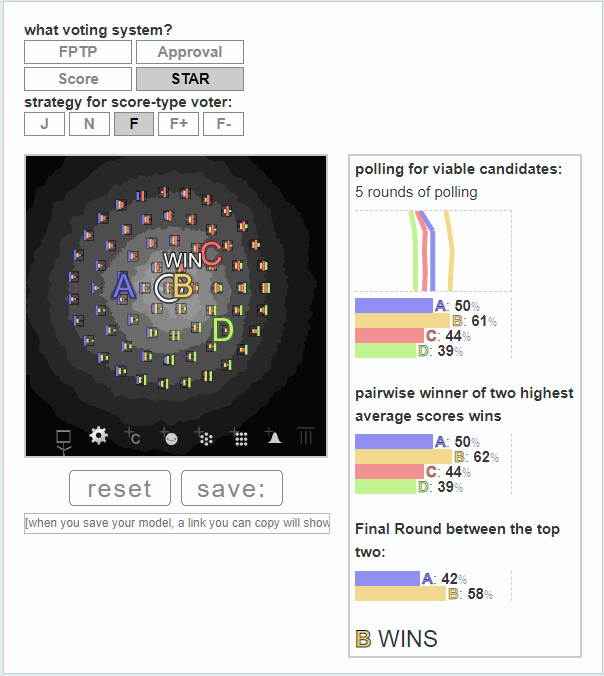 what voting system?
FPTP Approval
Score STAR
strategy for score-type voter:
J N F F+ F-
WIN C
A C B
D
C
reset save:
[when you save your model, a link you can copy will show
polling for viable candidates:
5 rounds of polling
A: 50%
B: 61%
C: 44%
D: 39%
pairwise winner of two highest
average scores wins
A: 50%
B: 62%
C: 44%
D: 39%
Final Round between the top
two:
A: 42%
B: 58%
B WINS